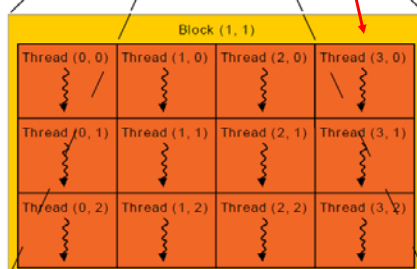 Block (1, 1)
Thread (0, 0) Thread (1, 0) Thread (2, 0) Thread (3, 0)
Thread (0, 1) Thread (1, 1) Thread (2, 1) Thread (3, 1)
Thread (0, 2) Thread (1, 2) Thread (2, 2) Thread (3, 2)